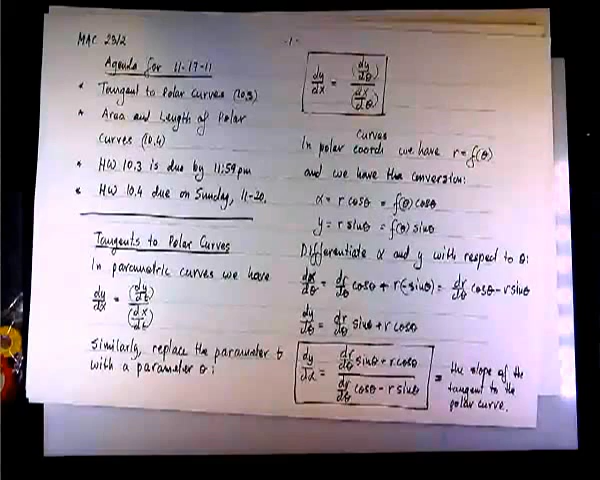 MAC 2312
-1-
Agenda for 11-17-11
* Tangent to Polar Curves (10.3)
* Area and Length of Polar
Curves (10.4)
* HW 10.3 is due by 11:59pm
* HW 10.4 due on Sunday, 11-20.
Tangents to Polar Curves
In parametric curves we have
dy/dx = (dy/dt)/(dx/dt)
Similarly replace the parameter t
with a parameter θ:
dy/dx = (dy/dθ)/(dx/dθ)
In polar coord curves we have r = f(θ)
and we have the conversion:
x = r cosθ = f(θ) cosθ
y = r sinθ = f(θ) sinθ
Differentiate x and y with respect to θ:
dx/dθ = dr/dθ cosθ + r(-sinθ) = dr/dθ cosθ - r sinθ
dy/dθ = dr/dθ sinθ + r cosθ
dy/dx = (dr/dθ sinθ + r cosθ)/(dr/dθ cosθ - r sinθ) = the slope of the
tangent to the
polar curve.